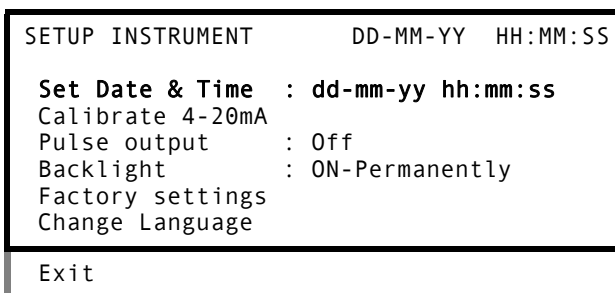 SETUP INSTRUMENT DD-MM-YY HH:MM:SS
Set Date & Time : dd-mm-yy hh:mm:ss
Calibrate 4-20mA
Pulse output : Off
Backlight : ON-Permanently
Factory settings
Change Language
Exit